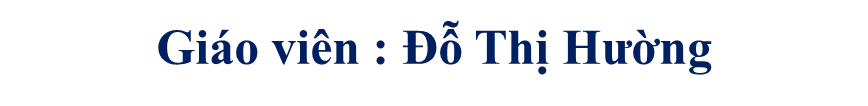 Giáo viên : Đỗ Thị Hường